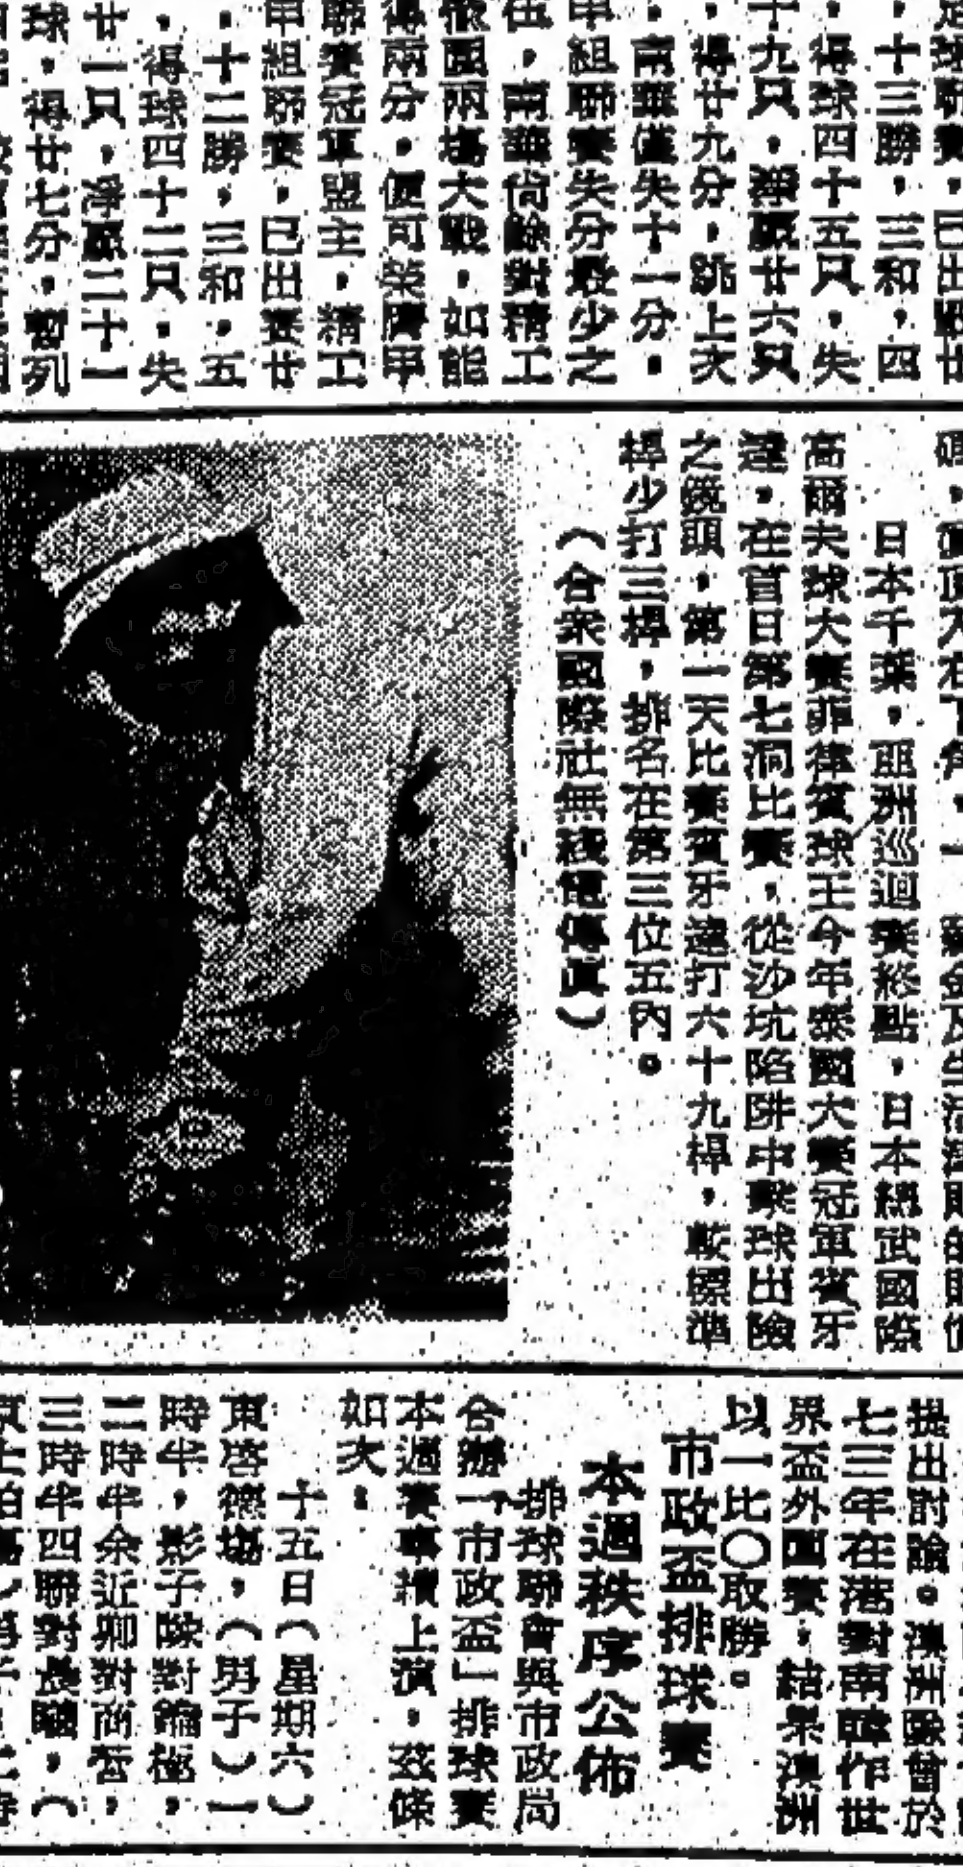 ，十三勝，三和，四
，得球四十五只，失
十九只，淨贏廿六只
，得廿九分，跳上次
，南華僅失十一分，
甲組聯賽失分最少之
伍，南華尚餘對精工
兩場大戰，如能
得兩分，便可榮膺甲
聯賽冠軍盟主，精工
甲組聯賽，已出賽廿
，十二勝，三和，五
，得球四十二只，失
廿一只，淨贏二十一
球，得廿七分，暫列
日本千葉，亞洲巡迴賽終點，日本總武國際
高爾夫球大賽菲律賓球王今年泰國大賽冠軍賓牙
達，在首日第七洞比賽，從沙坑陷阱中擊球出險
之鏡頭，第一天比賽賓牙達打六十九桿，較標準
桿少打三桿，排名在第三位五內。
（合衆國際社無綫電傳眞）
提出討論。澳洲隊曾於
七三年在港對南韓作世
界盃外圍賽，結果澳洲
以一比〇取勝。
市政盃排球賽
本週秩序公佈
排球聯會與市政局
合辦「市政盃」排球賽
本週賽事續上演，茲條
如次：
十五日（星期六）
東啓德塲，（男子）一
時半，影子隊對鐳極，
二時半余近卿對尚智，
三時半四聯對長驅，（